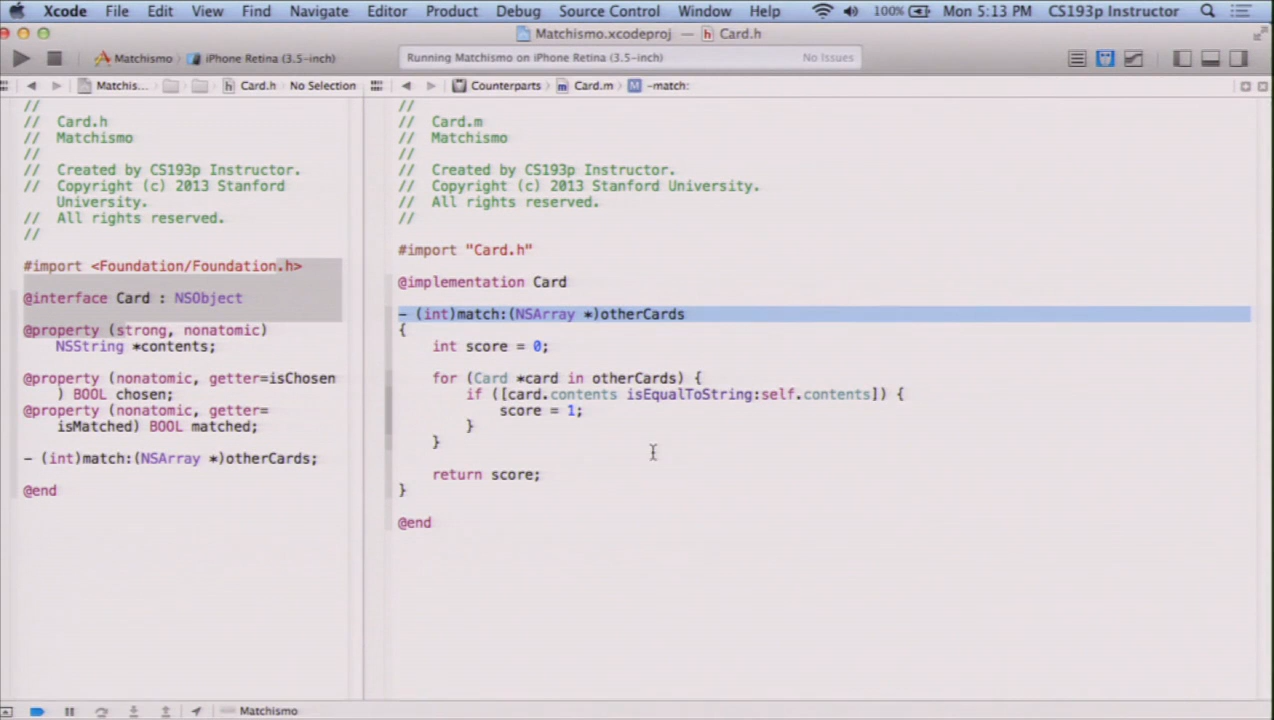 Xcode File Edit View Find Navigate Editor Product Debug Source Control Window Help 100% Mon 5:13 PM CS193p Instructor
Matchismo.xcodeproj — Card.h
Matchismo iPhone Retina (3.5-inch) Running Matchismo on iPhone Retina (3.5-inch) No Issues
Matchis... Card.h No Selection
//
// Card.h
// Matchismo
//
// Created by CS193p Instructor.
// Copyright (c) 2013 Stanford
University.
// All rights reserved.
//
#import <Foundation/Foundation.h>
@interface Card : NSObject
@property (strong, nonatomic)
NSString *contents;
@property (nonatomic, getter=isChosen
) BOOL chosen;
@property (nonatomic, getter=
isMatched) BOOL matched;
- (int)match:(NSArray *)otherCards;
@end
Counterparts Card.m M -match:
//
// Card.m
// Matchismo
//
// Created by CS193p Instructor.
// Copyright (c) 2013 Stanford University.
// All rights reserved.
//
#import "Card.h"
@implementation Card
- (int)match:(NSArray *)otherCards
{
int score = 0;
for (Card *card in otherCards) {
if ([card.contents isEqualToString:self.contents]) {
score = 1;
}
}
return score;
}
@end
Matchismo